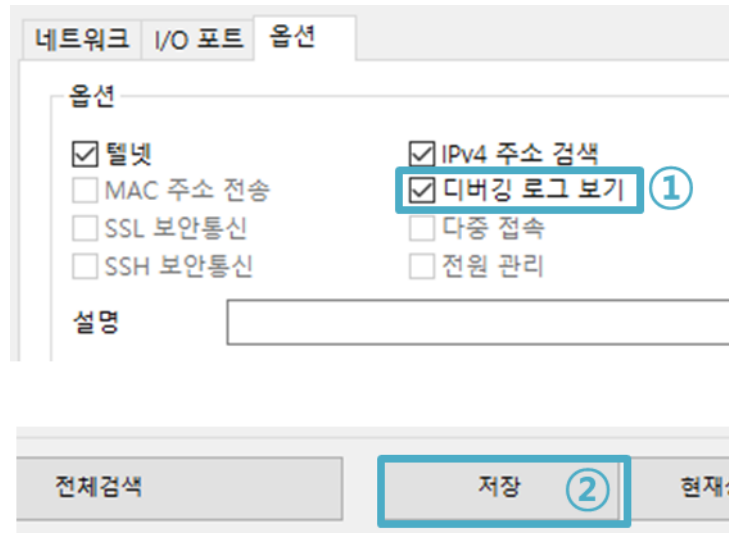 네트워크 I/O 포트 옵션
옵션
텔넷 IPv4 주소 검색
MAC 주소 전송 디버깅 로그 보기 ①
SSL 보안통신 다중 접속
SSH 보안통신 전원 관리
설명
전체검색 저장 ② 현재